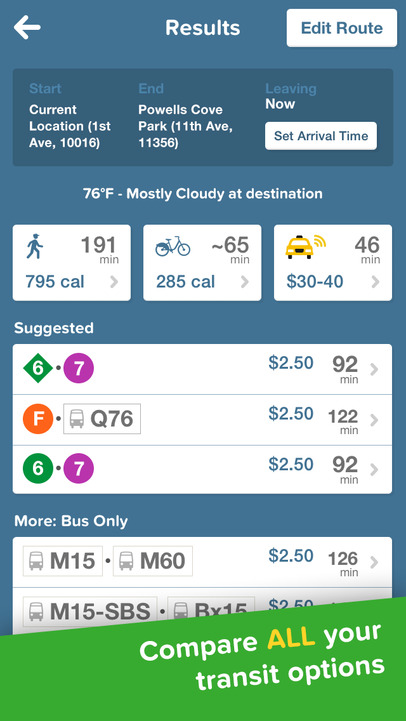 Results
Edit Route
Start
Current
Location (1st
Ave, 10016)
End
Powells Cove
Park (11th Ave,
11356)
Leaving
Now
Set Arrival Time
76°F - Mostly Cloudy at destination
191
min
795 cal
~65
min
285 cal
46
min
$30-40
Suggested
6 • 7 $2.50 92
min
F • Q76 $2.50 122
min
6 • 7 $2.50 92
min
More: Bus Only
M15 • M60 $2.50 126
min
M15-SBS • Bx15 $2.50
Compare ALL your
transit options